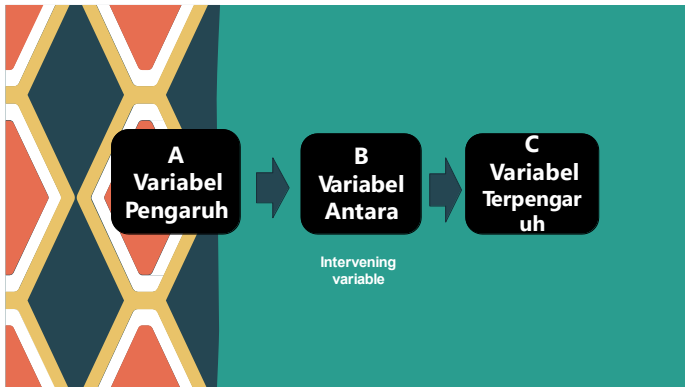 A
Variabel
Pengaruh
B
Variabel
Antara
C
Variabel
Terpengar
uh
Intervening
variable